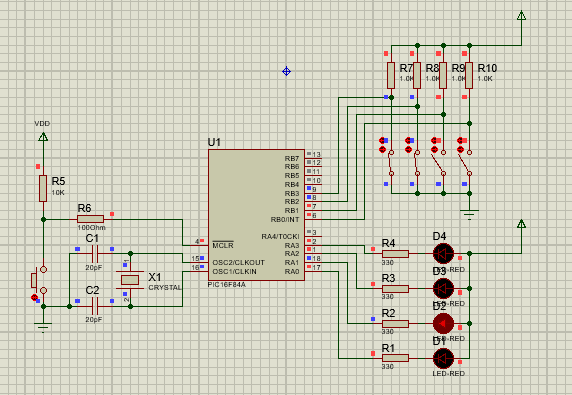 R7 R8 R9 R10
1.0K 1.0K 1.0K 1.0K
VDD
U1
R5
10K
R6
100Ohm
C1
20pF
C2
20pF
X1
CRYSTAL
1
2
4 MCLR
15 OSC2/CLKOUT
16 OSC1/CLKIN
RB7 13
RB6 12
RB5 11
RB4 10
RB3 9
RB2 8
RB1 7
RB0/INT 6
RA4/T0CKI 3
RA3 2
RA2 1
RA1 18
RA0 17
PIC16F84A
R4
330
D4
LED-RED
R3
330
D3
LED-RED
R2
330
D2
LED-RED
R1
330
D1
LED-RED